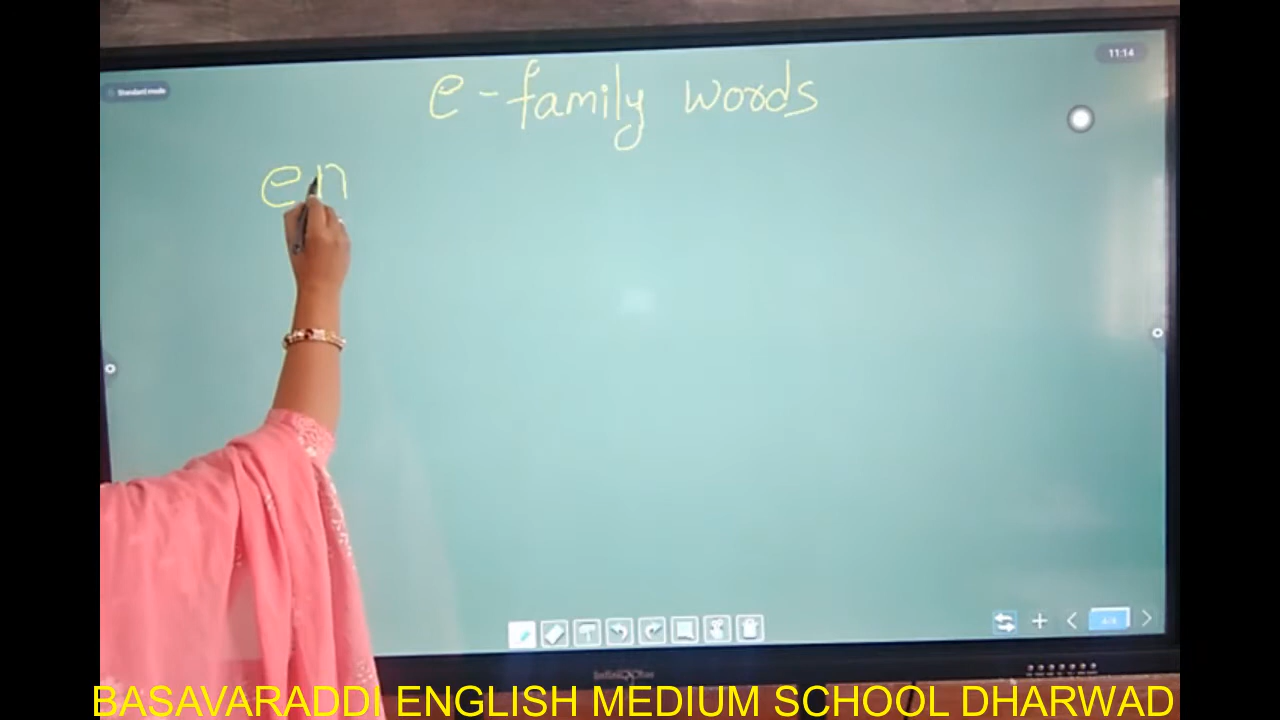 11:14
Standard mode
e - family words
en
BASAVARADDI ENGLISH MEDIUM SCHOOL DHARWAD